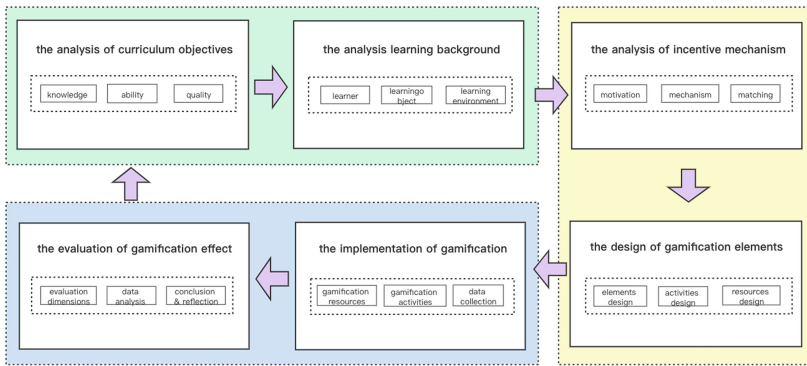 the analysis of curriculum objectives
knowledge
ability
quality
the analysis learning background
learner
learningo
bject
learning
environment
the analysis of incentive mechanism
motivation
mechanism
matching
the evaluation of gamification effect
evaluation
dimensions
data
analysis
conclusion
& reflection
the implementation of gamification
gamification
resources
gamification
activities
data
collection
the design of gamification elements
elements
design
activities
design
resources
design